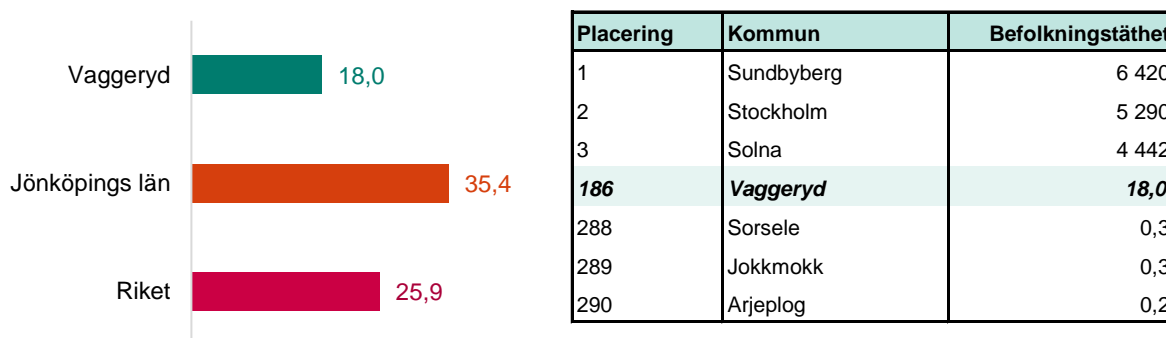 Vaggeryd 18,0
Jönköpings län 35,4
Riket 25,9
Placering Kommun Befolkningstäthet
1 Sundbyberg 6 420
2 Stockholm 5 290
3 Solna 4 442
186 Vaggeryd 18,0
288 Sorsele 0,3
289 Jokkmokk 0,3
290 Arjeplog 0,2